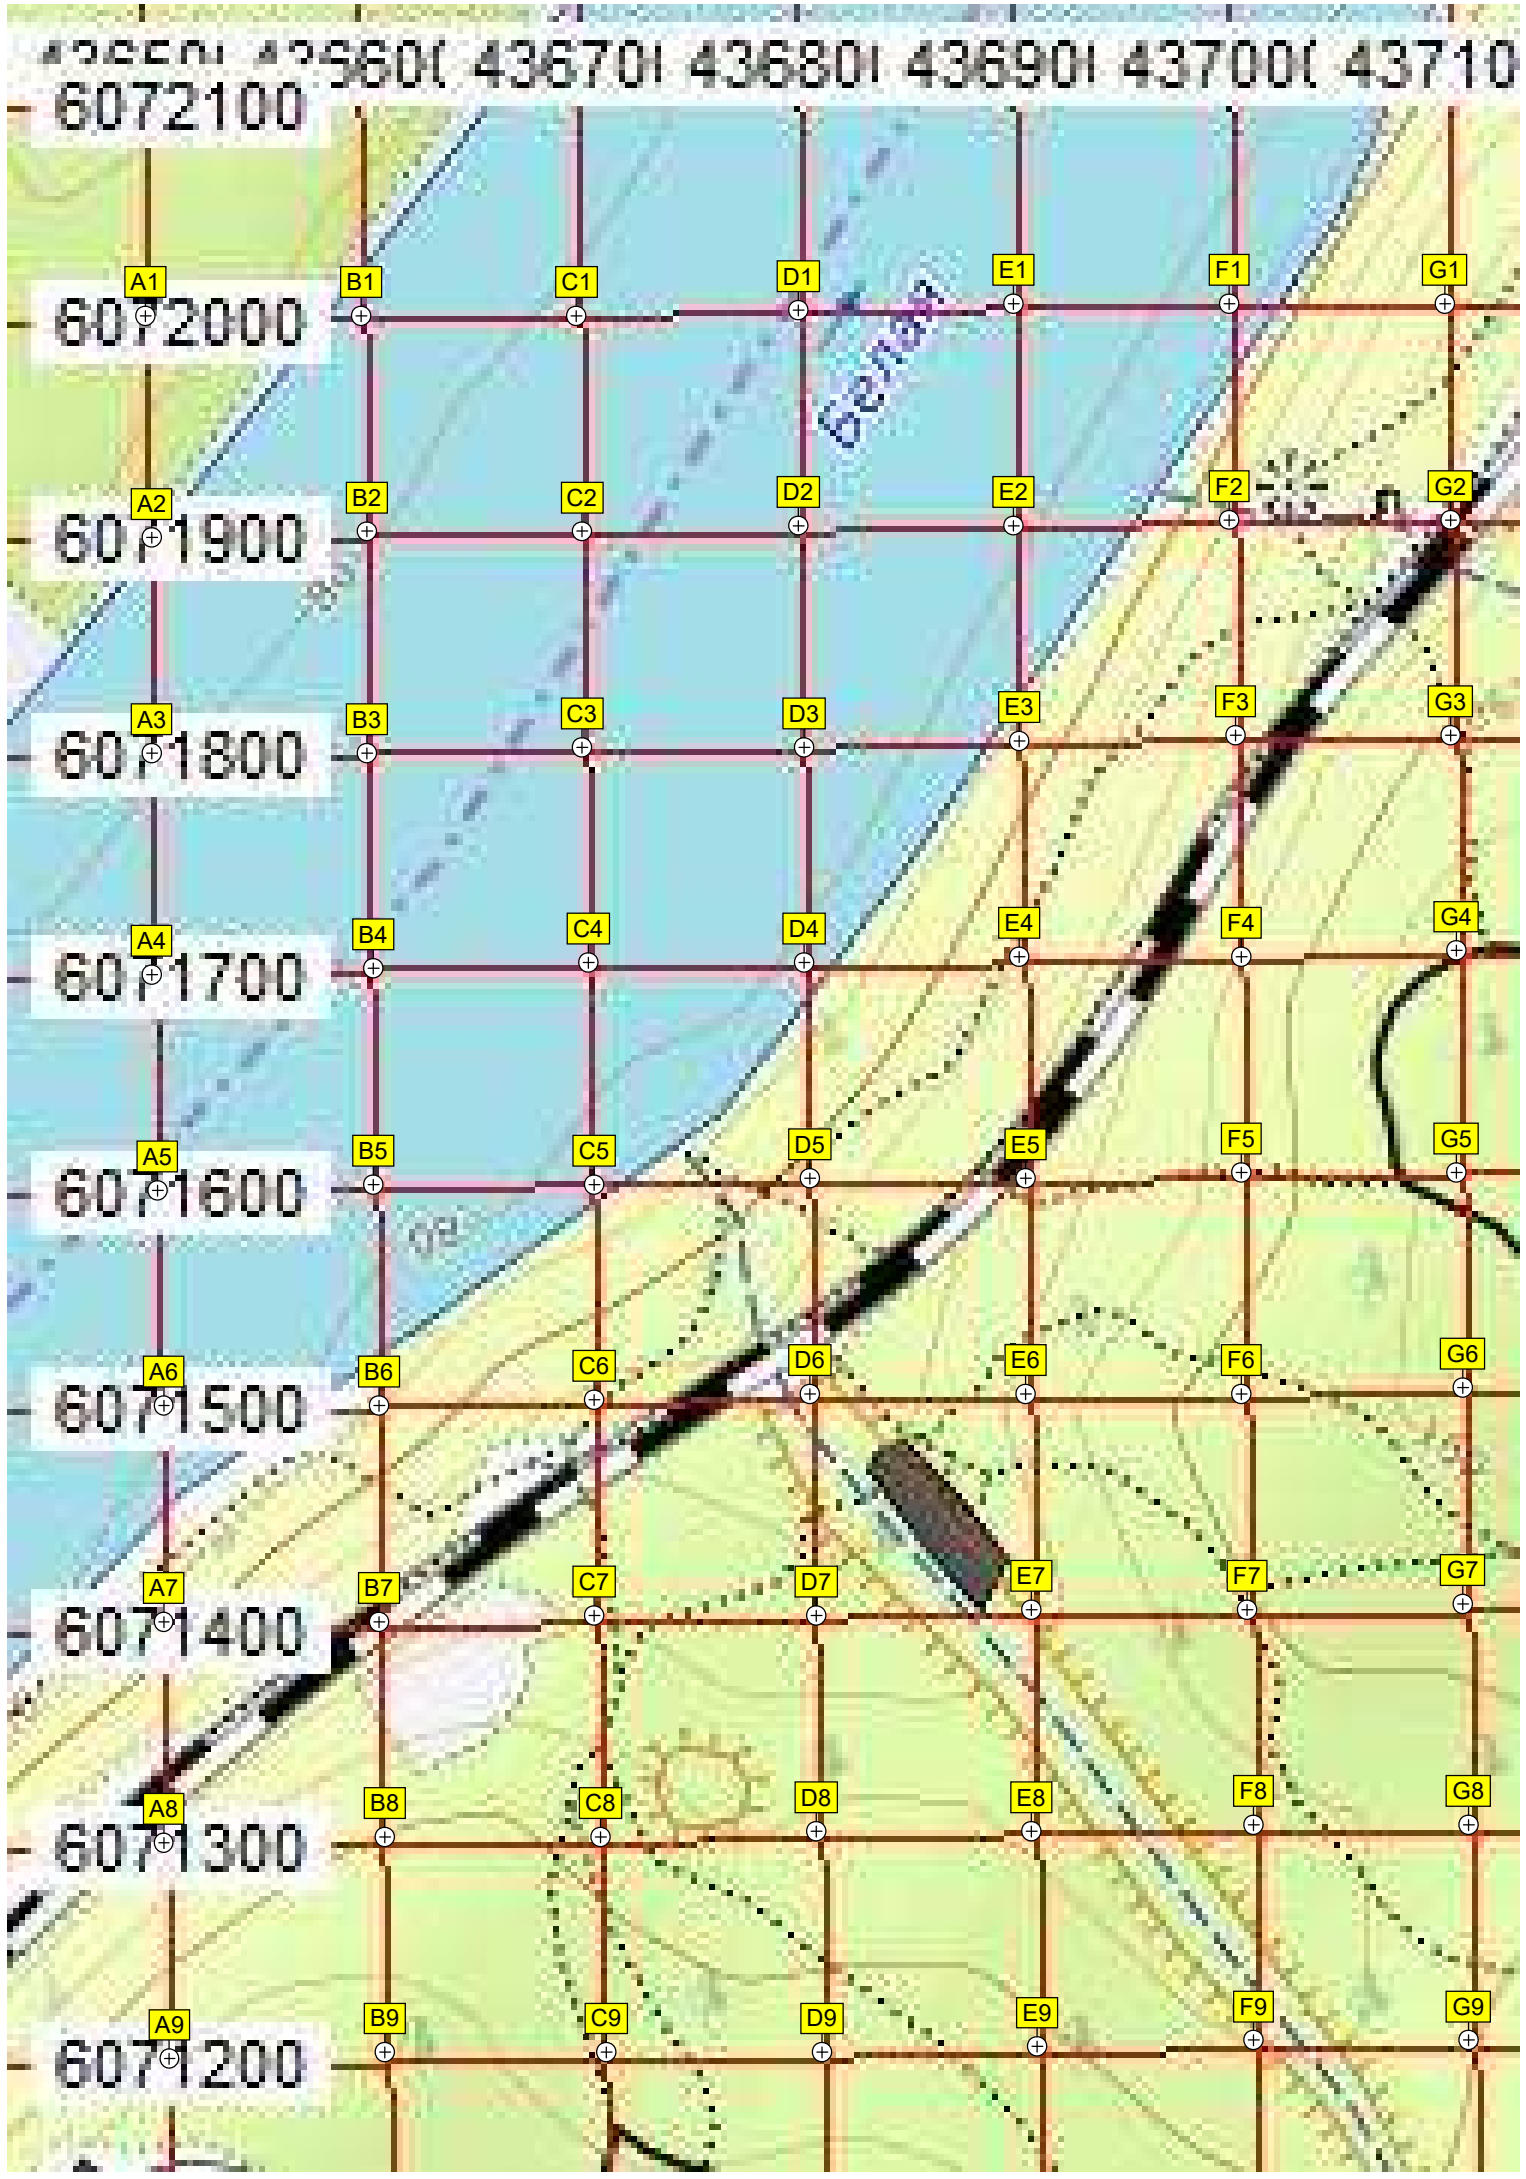 43660 43670 43680 43690 43700 43710
6072100
A1 B1 C1 D1 E1 F1 G1
6072000
Белая
A2 B2 C2 D2 E2 F2 G2
6071900
A3 B3 C3 D3 E3 F3 G3
6071800
A4 B4 C4 D4 E4 F4 G4
6071700
A5 B5 C5 D5 E5 F5 G5
6071600
A6 B6 C6 D6 E6 F6 G6
6071500
A7 B7 C7 D7 E7 F7 G7
6071400
A8 B8 C8 D8 E8 F8 G8
6071300
A9 B9 C9 D9 E9 F9 G9
6071200